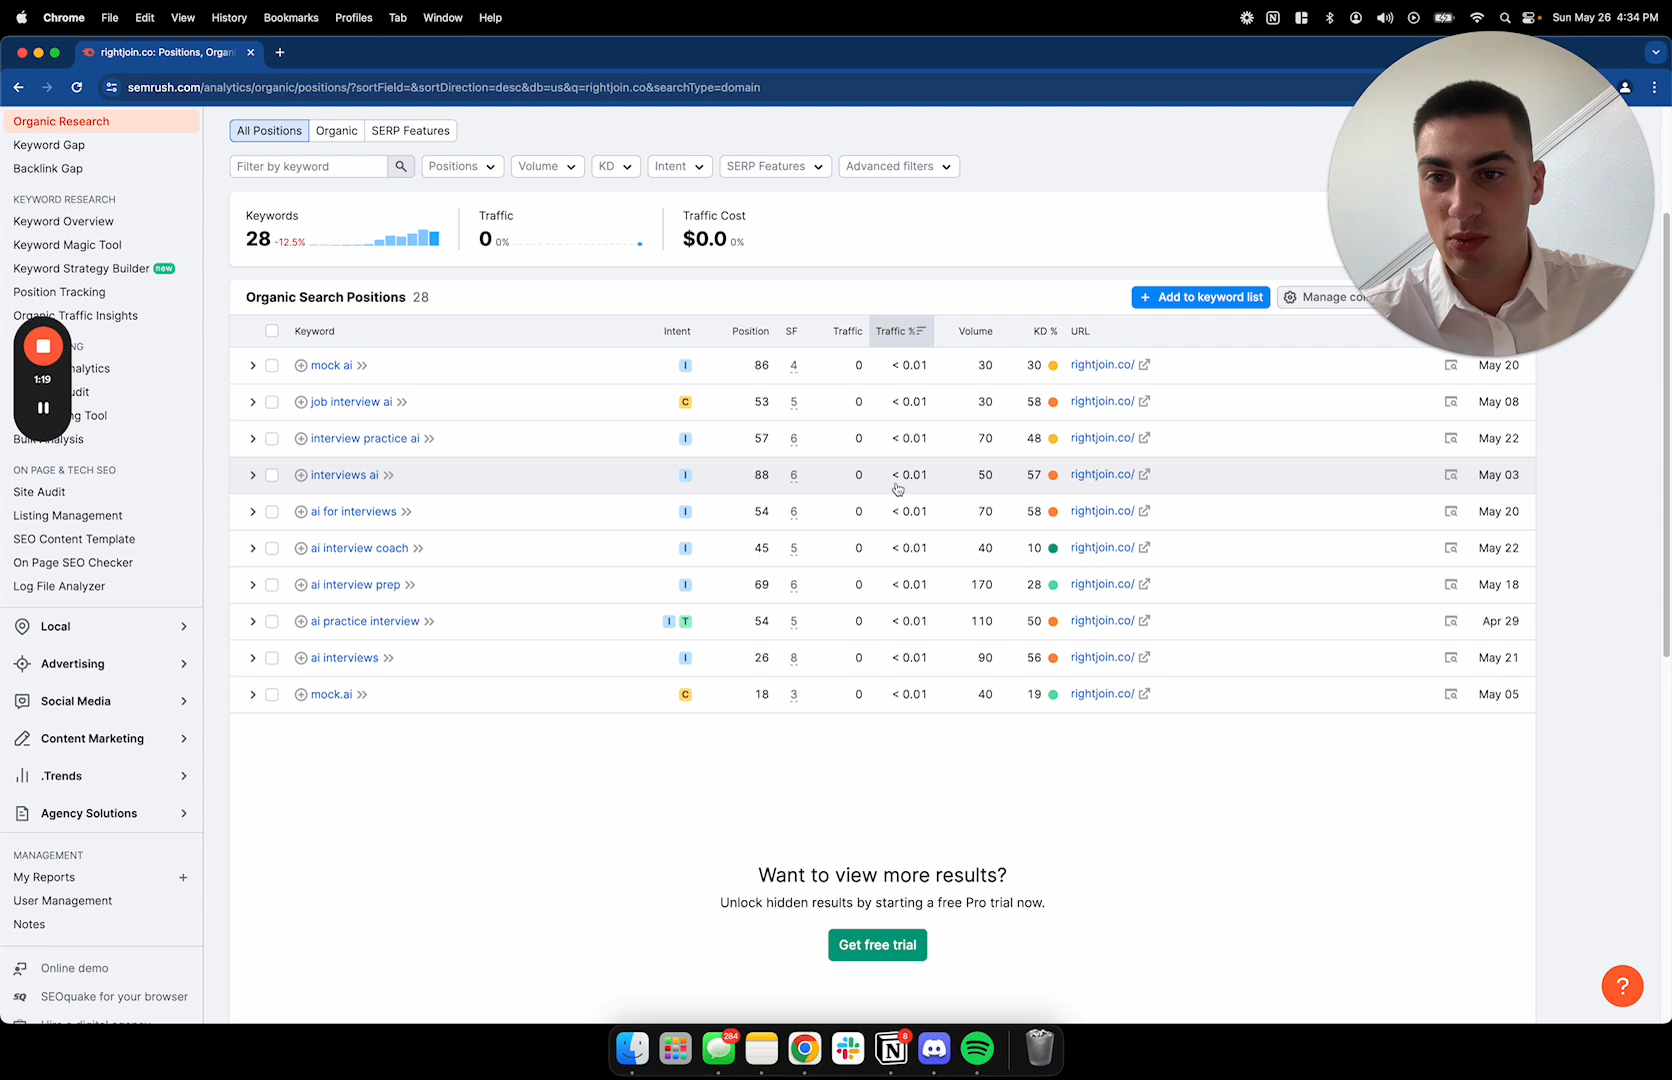 Chrome File Edit View History Bookmarks Profiles Tab Window Help Sun May 26 4:34 PM
rightjoin.co: Positions, Organ
semrush.com/analytics/organic/positions/?sortField=&sortDirection=desc&db=us&q=rightjoin.co&searchType=domain
Organic Research
Keyword Gap
Backlink Gap
KEYWORD RESEARCH
Keyword Overview
Keyword Magic Tool
Keyword Strategy Builder new
Position Tracking
Organic Traffic Insights
1:19
NG
nalytics
udit
ng Tool
Bulk Analysis
ON PAGE & TECH SEO
Site Audit
Listing Management
SEO Content Template
On Page SEO Checker
Log File Analyzer
Local
Advertising
Social Media
Content Marketing
.Trends
Agency Solutions
MANAGEMENT
My Reports +
User Management
Notes
Online demo
SQ SEOquake for your browser
All Positions Organic SERP Features
Filter by keyword Positions Volume KD Intent SERP Features Advanced filters
Keywords Traffic Traffic Cost
28 -12.5% 0 0% $0.0 0%
Organic Search Positions 28 + Add to keyword list Manage co
Keyword Intent Position SF Traffic Traffic % Volume KD % URL
mock ai I 86 4 0 < 0.01 30 30 rightjoin.co/ May 20
job interview ai C 53 5 0 < 0.01 30 58 rightjoin.co/ May 08
interview practice ai I 57 6 0 < 0.01 70 48 rightjoin.co/ May 22
interviews ai I 88 6 0 < 0.01 50 57 rightjoin.co/ May 03
ai for interviews I 54 6 0 < 0.01 70 58 rightjoin.co/ May 20
ai interview coach I 45 5 0 < 0.01 40 10 rightjoin.co/ May 22
ai interview prep I 69 6 0 < 0.01 170 28 rightjoin.co/ May 18
ai practice interview I T 54 5 0 < 0.01 110 50 rightjoin.co/ Apr 29
ai interviews I 26 8 0 < 0.01 90 56 rightjoin.co/ May 21
mock.ai C 18 3 0 < 0.01 40 19 rightjoin.co/ May 05
Want to view more results?
Unlock hidden results by starting a free Pro trial now.
Get free trial
?
284 8